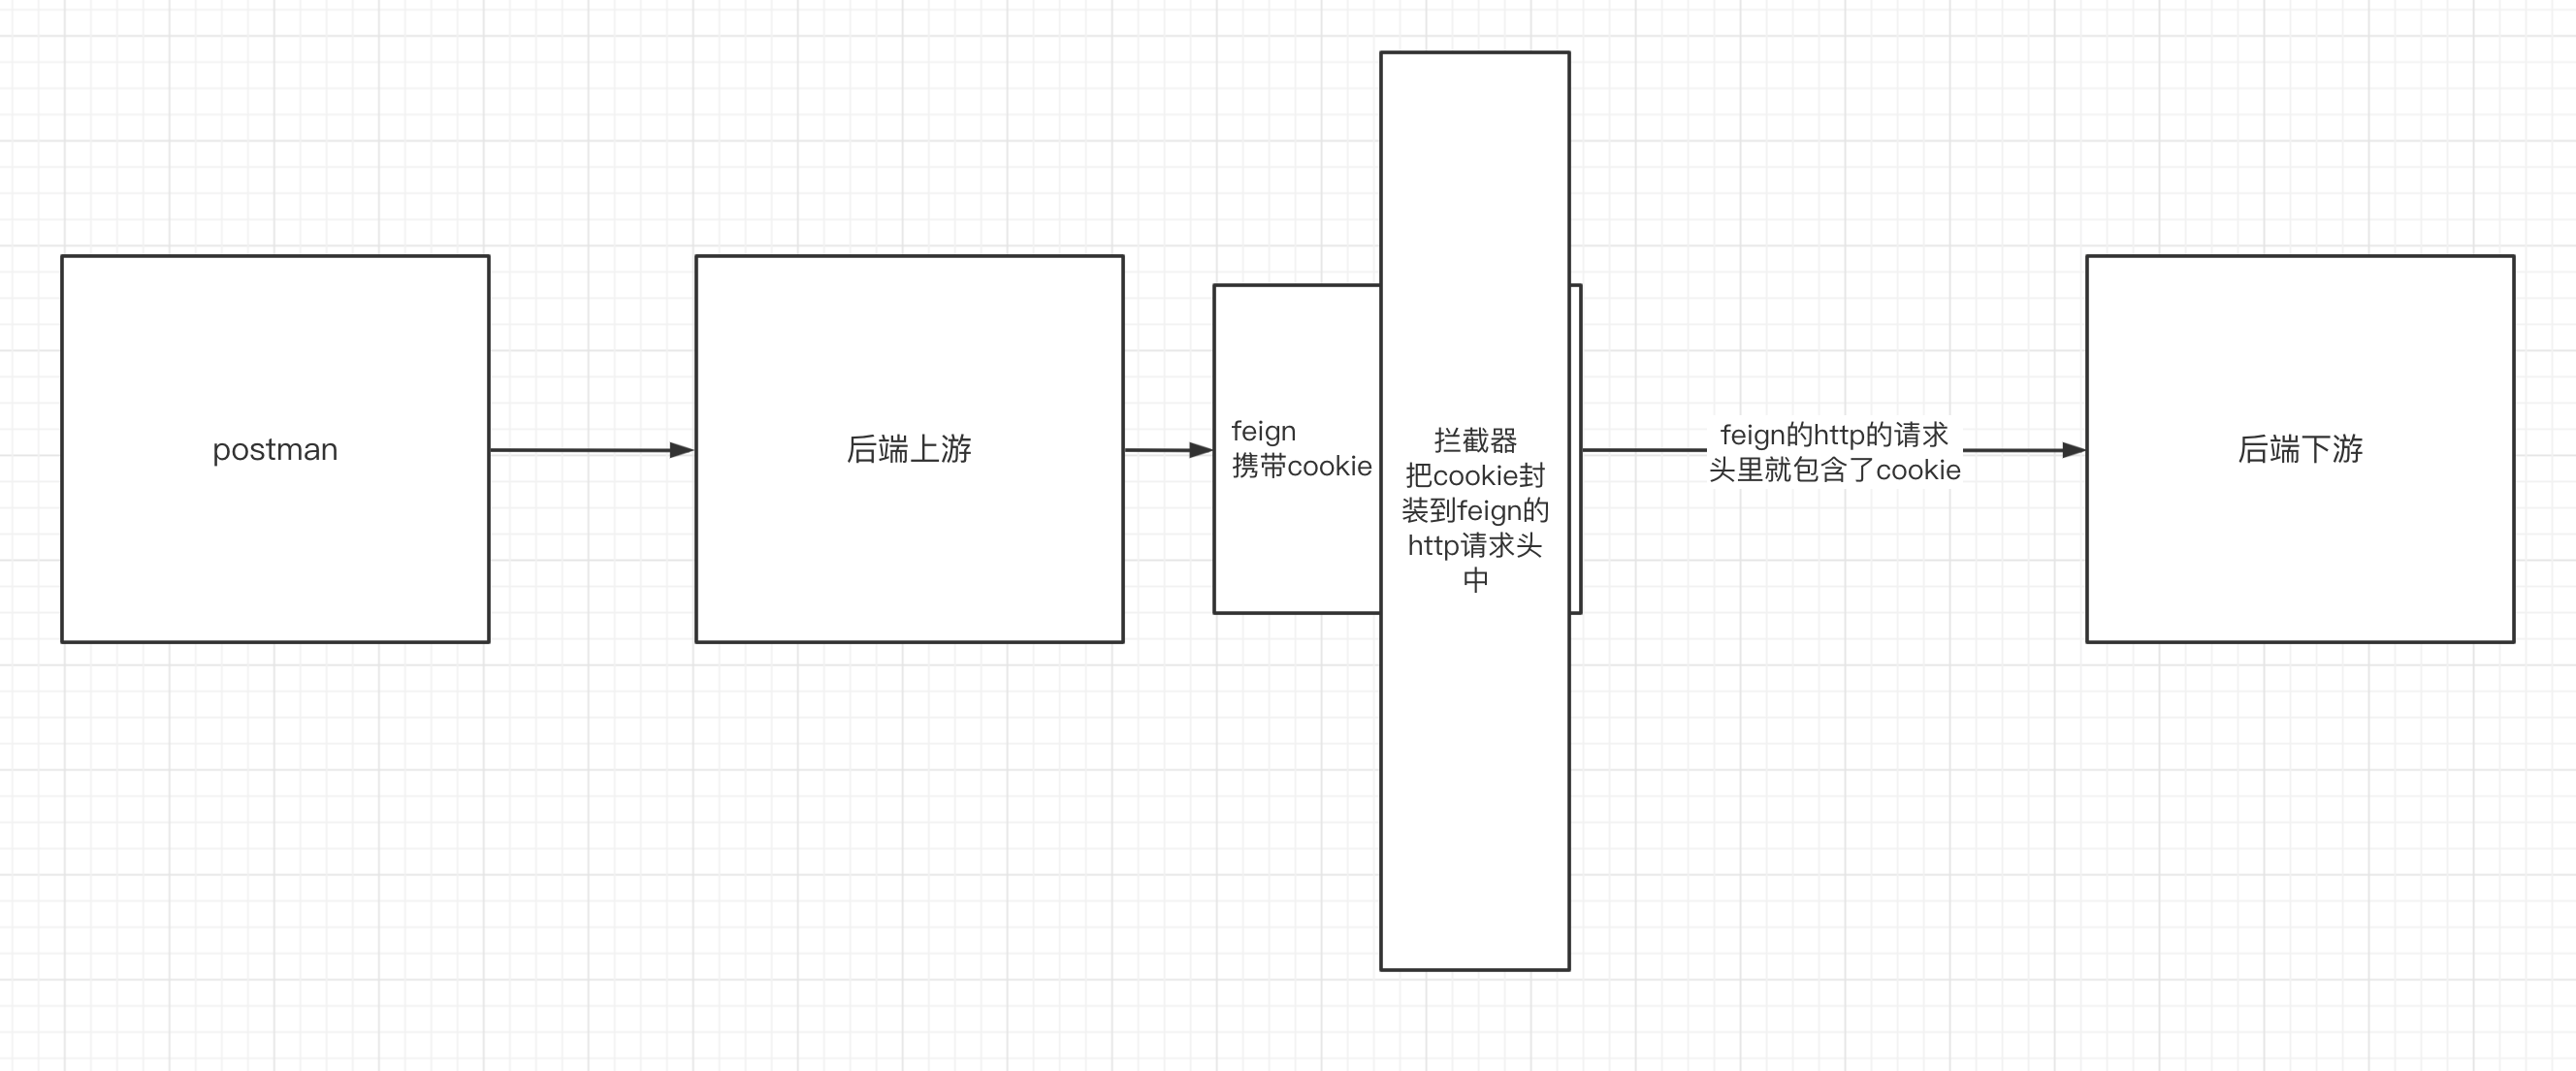 postman
后端上游
feign
携带cookie
拦截器
把cookie封
装到feign的
http请求头
中
feign的http的请求
头里就包含了cookie
后端下游